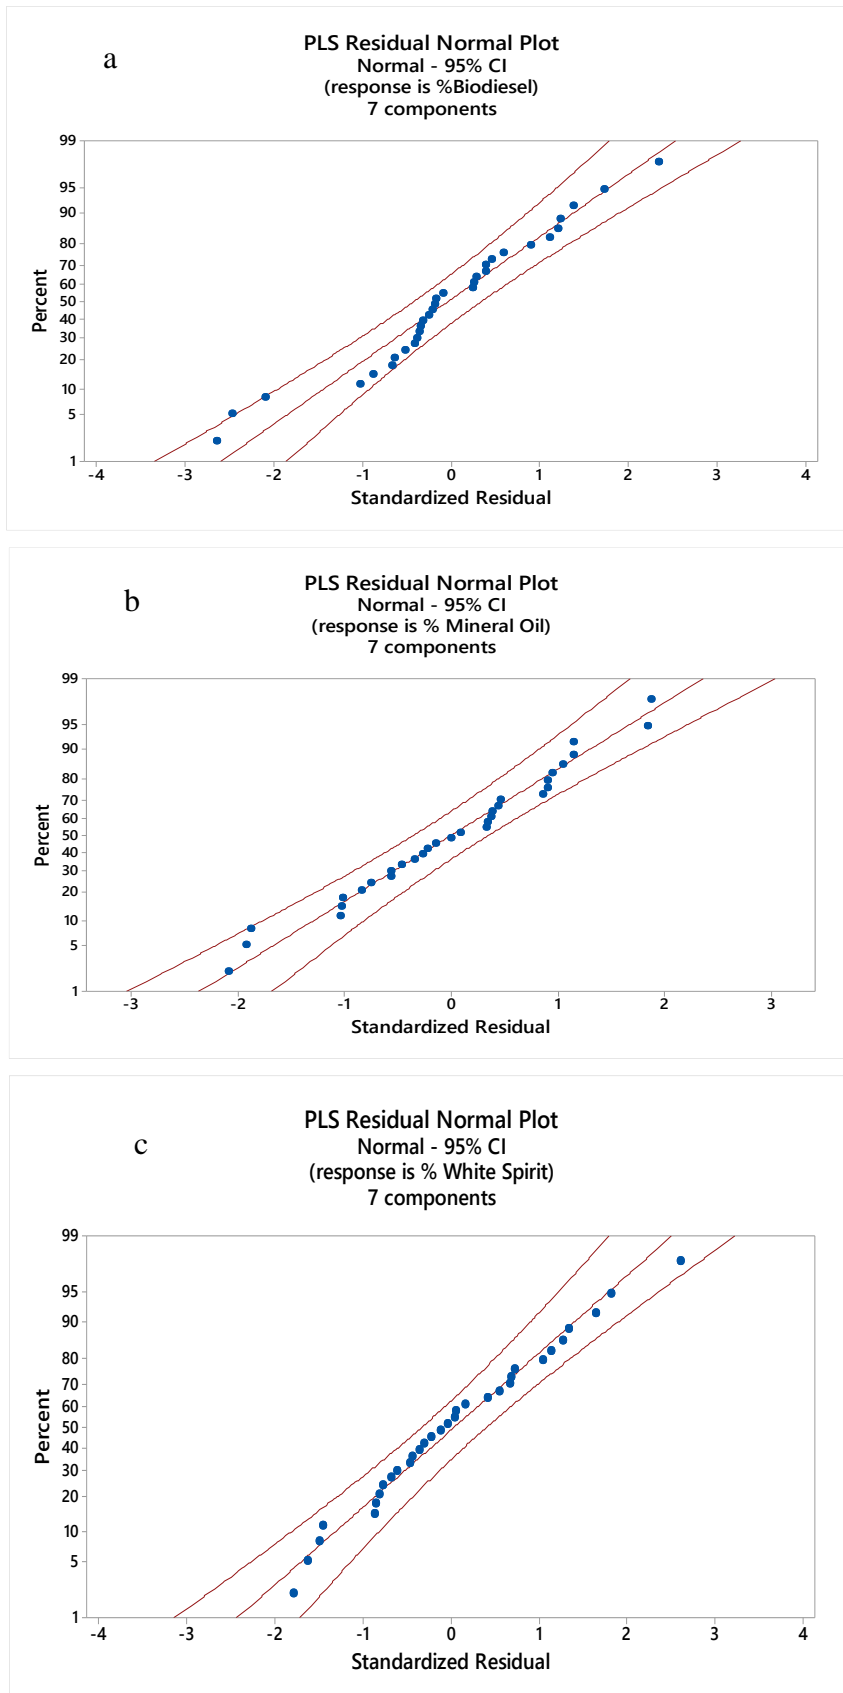 a
PLS Residual Normal Plot
Normal - 95% CI
(response is %Biodiesel)
7 components
99
95
90
80
70
60
50
40
30
20
10
5
1
Percent
-4 -3 -2 -1 0 1 2 3 4
Standardized Residual
b
PLS Residual Normal Plot
Normal - 95% CI
(response is % Mineral Oil)
7 components
99
95
90
80
70
60
50
40
30
20
10
5
1
Percent
-3 -2 -1 0 1 2 3
Standardized Residual
c
PLS Residual Normal Plot
Normal - 95% CI
(response is % White Spirit)
7 components
99
95
90
80
70
60
50
40
30
20
10
5
1
Percent
-4 -3 -2 -1 0 1 2 3 4
Standardized Residual